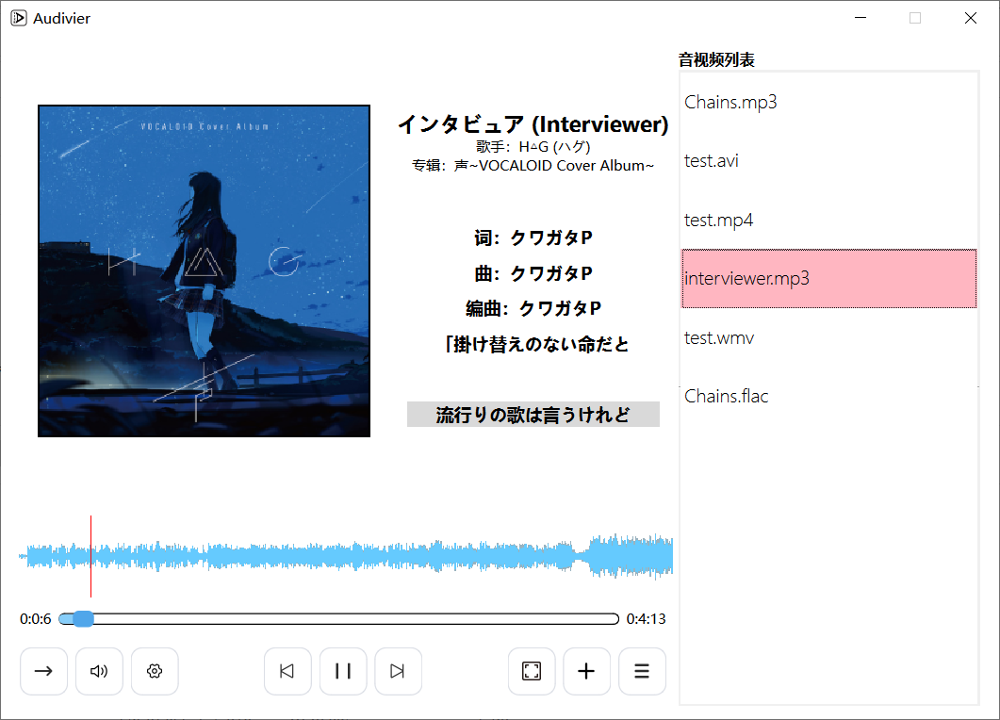 Audivier
音视频列表
VOCALOID Cover Album
H△G
声
インタビュア (Interviewer)
歌手：H△G (ハグ)
专辑：声~VOCALOID Cover Album~
词：クワガタP
曲：クワガタP
编曲：クワガタP
「掛け替えのない命だと
流行りの歌は言うけれど
Chains.mp3
test.avi
test.mp4
interviewer.mp3
test.wmv
Chains.flac
0:0:6
0:4:13